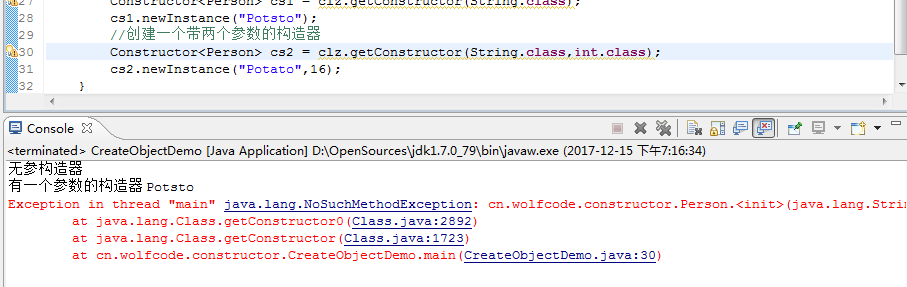 27 Constructor<Person> cs1 = clz.getConstructor(String.class);
28 cs1.newInstance("Potsto");
29 //创建一个带两个参数的构造器
30 Constructor<Person> cs2 = clz.getConstructor(String.class,int.class);
31 cs2.newInstance("Potato",16);
32 }
Console
<terminated> CreateObjectDemo [Java Application] D:\OpenSources\jdk1.7.0_79\bin\javaw.exe (2017-12-15 下午7:16:34)
无参构造器
有一个参数的构造器Potsto
Exception in thread "main" java.lang.NoSuchMethodException: cn.wolfcode.constructor.Person.<init>(java.lang.Strin
at java.lang.Class.getConstructor0(Class.java:2892)
at java.lang.Class.getConstructor(Class.java:1723)
at cn.wolfcode.constructor.CreateObjectDemo.main(CreateObjectDemo.java:30)